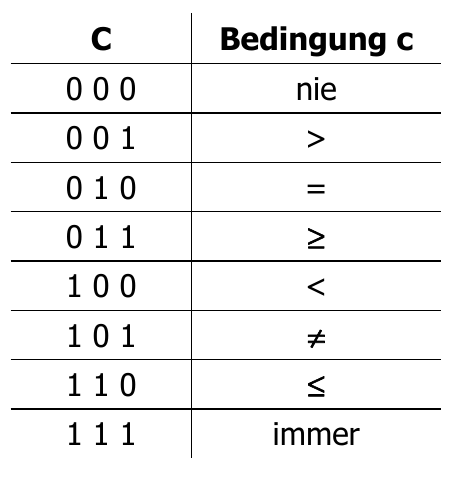 C Bedingung c
0 0 0 nie
0 0 1 >
0 1 0 =
0 1 1 ≥
1 0 0 <
1 0 1 ≠
1 1 0 ≤
1 1 1 immer